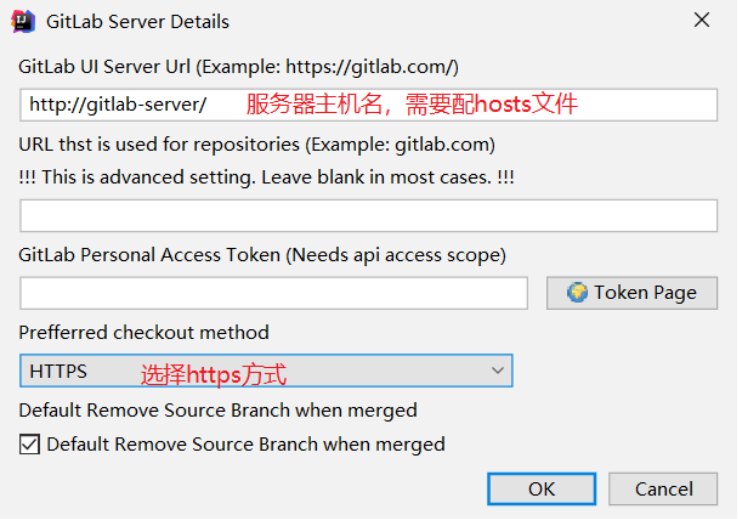 GitLab Server Details
GitLab UI Server Url (Example: https://gitlab.com/)
http://gitlab-server/ 服务器主机名，需要配hosts文件
URL thst is used for repositories (Example: gitlab.com)
!!! This is advanced setting. Leave blank in most cases. !!!
GitLab Personal Access Token (Needs api access scope)
Token Page
Prefferred checkout method
HTTPS 选择https方式
Default Remove Source Branch when merged
Default Remove Source Branch when merged
OK Cancel